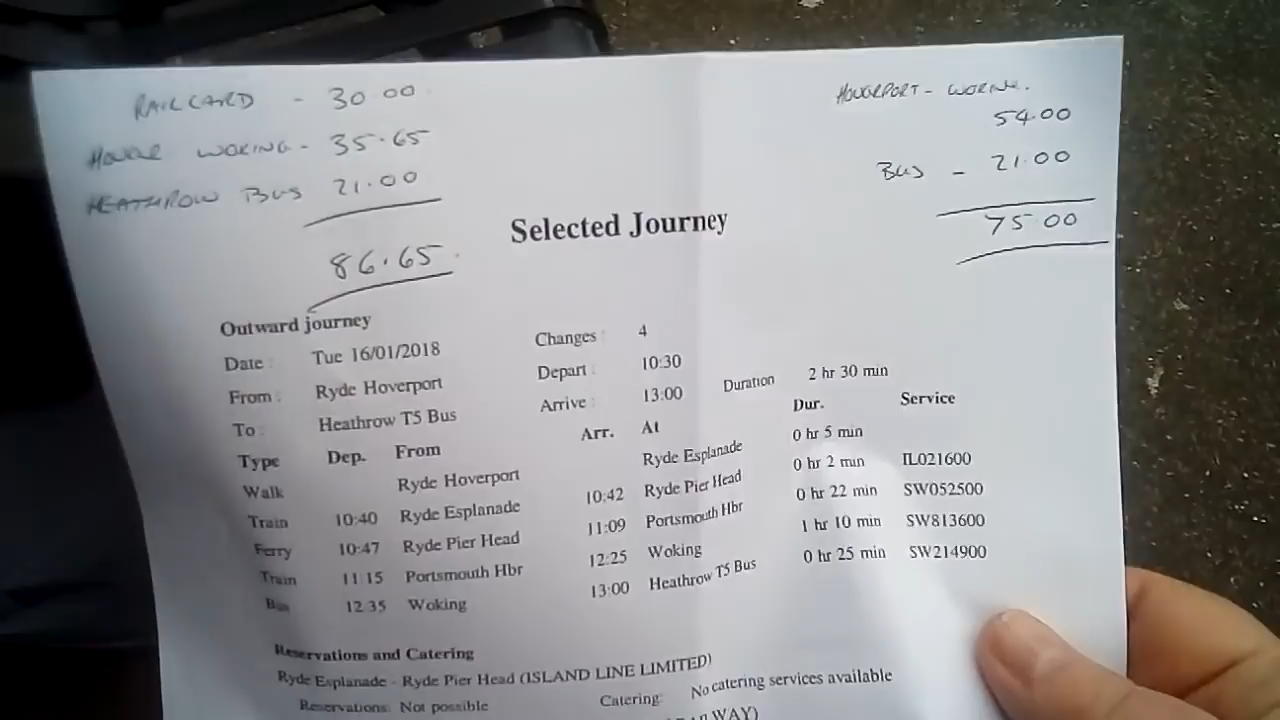 RAILCARD - 30.00
WOKING - 35.65
HEATHROW BUS 21.00
86.65
HOVERPORT -
54.00
BUS - 21.00
75.00
Selected Journey
Outward journey
Date : Tue 16/01/2018 Changes : 4
From : Ryde Hoverport Depart : 10:30
To : Heathrow T5 Bus Arrive : 13:00 Duration 2 hr 30 min
Type Dep. From Arr. At Dur. Service
Walk Ryde Hoverport Ryde Esplanade 0 hr 5 min
Train 10:40 Ryde Esplanade 10:42 Ryde Pier Head 0 hr 2 min IL021600
Ferry 10:47 Ryde Pier Head 11:09 Portsmouth Hbr 0 hr 22 min SW052500
Train 11:15 Portsmouth Hbr 12:25 Woking 1 hr 10 min SW813600
Bus 12:35 Woking 13:00 Heathrow T5 Bus 0 hr 25 min SW214900
Reservations and Catering
Ryde Esplanade - Ryde Pier Head (ISLAND LINE LIMITED)
Reservations: Not possible Catering: No catering services available
WAY)